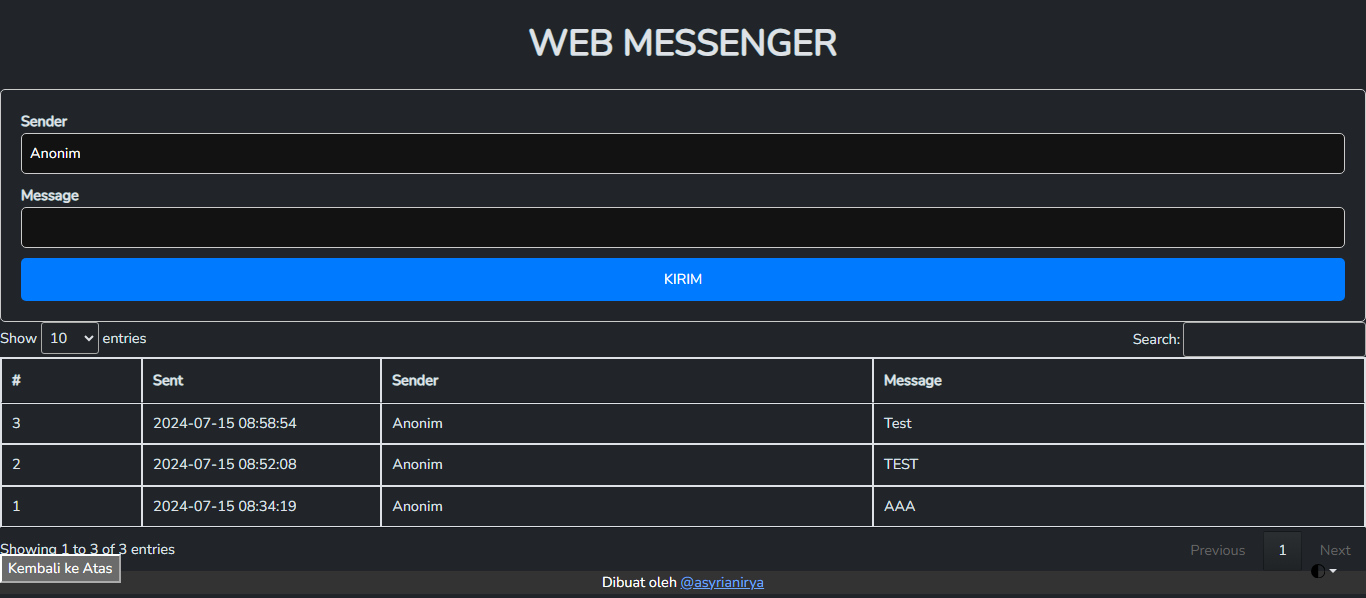 WEB MESSENGER
Sender
Anonim
Message
KIRIM
Show 10 entries Search:
# Sent Sender Message
3 2024-07-15 08:58:54 Anonim Test
2 2024-07-15 08:52:08 Anonim TEST
1 2024-07-15 08:34:19 Anonim AAA
Showing 1 to 3 of 3 entries Previous 1 Next
Kembali ke Atas
Dibuat oleh @asyrianirya